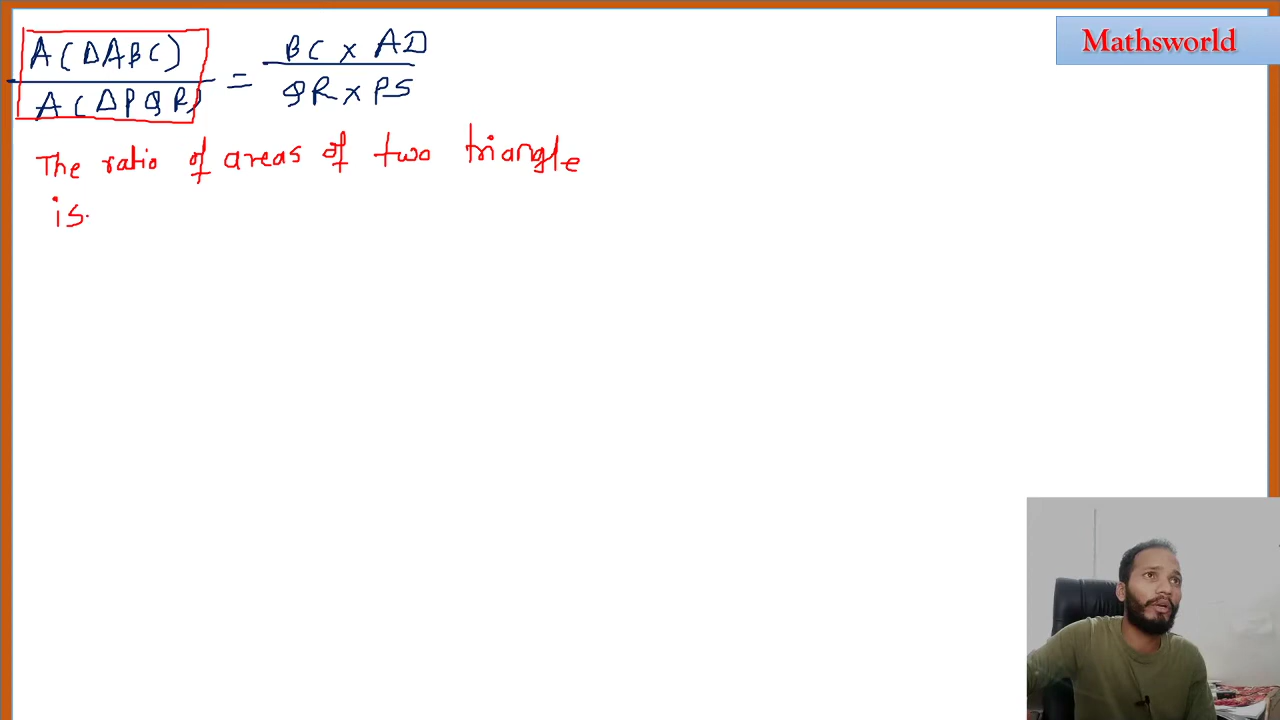 A(ΔABC) / A(ΔPQR) = BC × AD / QR × PS
Mathsworld
The ratio of areas of two triangle
is.